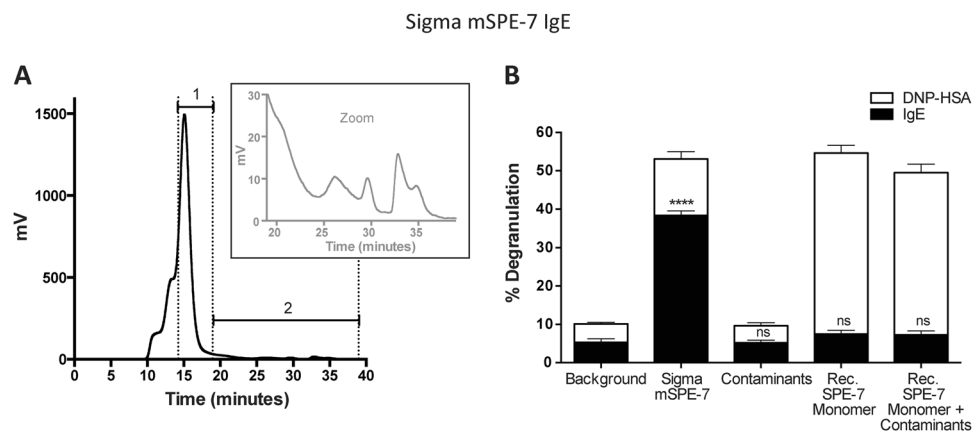 Sigma mSPE-7 IgE
A
B
1
2
Zoom
mV
30
20
10
0
20
25
30
35
Time (minutes)
mV
1500
1000
500
0
0
5
10
15
20
25
30
35
40
Time (minutes)
DNP-HSA
IgE
% Degranulation
60
50
40
30
20
10
0
****
ns
ns
ns
Background
Sigma
mSPE-7
Contaminants
Rec.
SPE-7
Monomer
Rec.
SPE-7
Monomer +
Contaminants